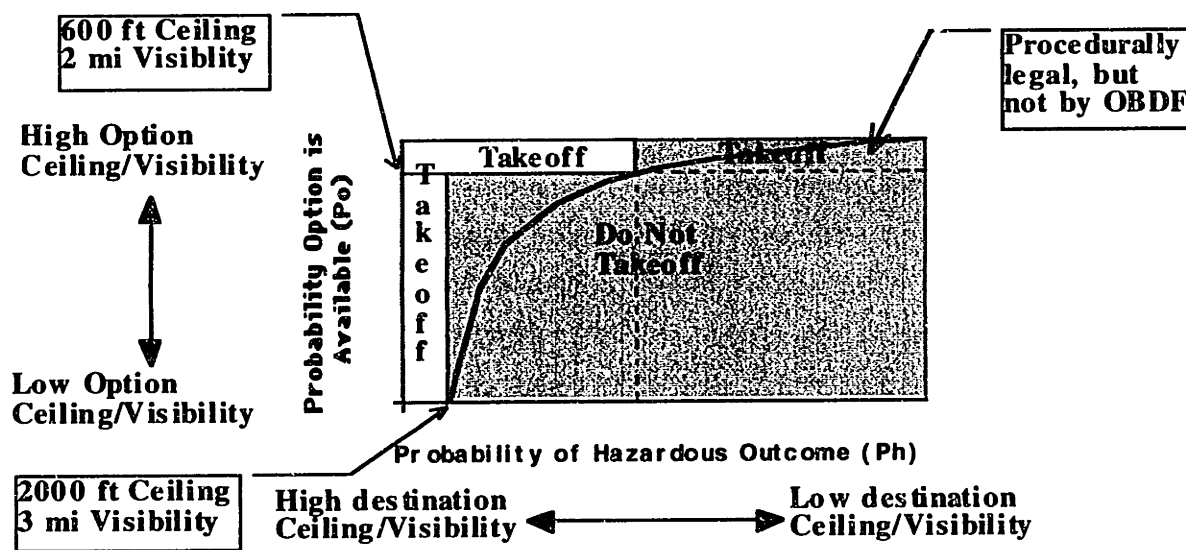 600 ft Ceiling
2 mi Visiblity
Procedurally
legal, but
not by OBDF
High Option
Ceiling/Visibility
Low Option
Ceiling/Visibility
Probability Option is
Available (Po)
Takeoff
Takeoff
Takeoff
Do Not
Takeoff
Probability of Hazardous Outcome (Ph)
2000 ft Ceiling
3 mi Visibility
High destination
Ceiling/Visibility
Low destination
Ceiling/Visibility